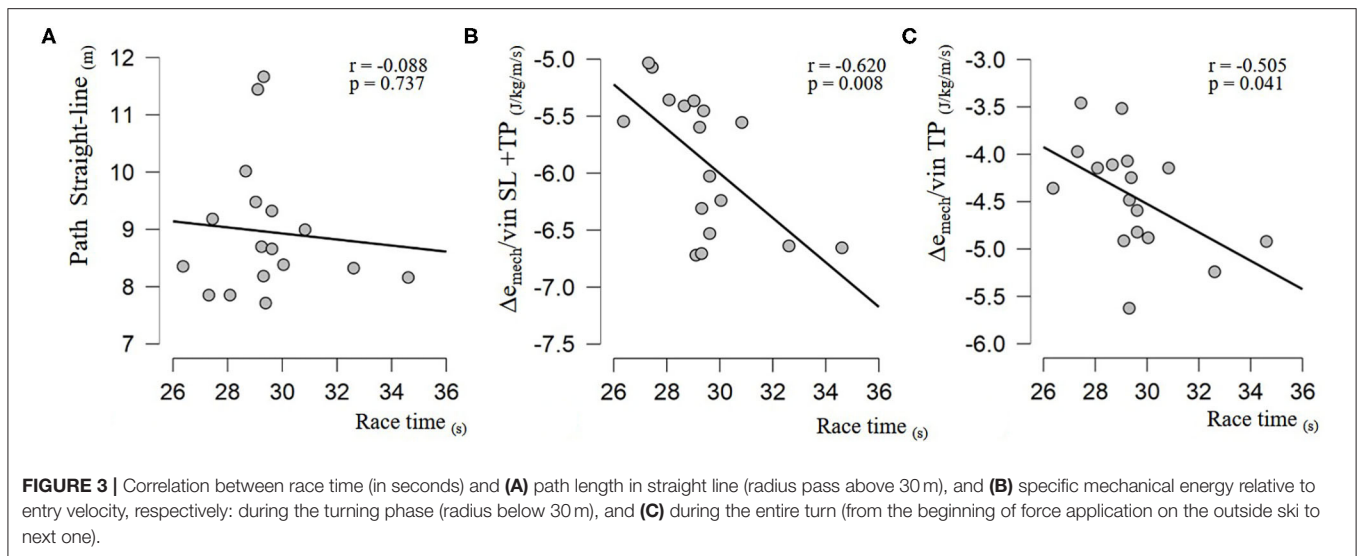 A
B
C
Path Straight-line (m)
12
11
10
9
8
7
r = -0.088
p = 0.737
26 28 30 32 34 36
Race time (s)
Δemech/vin SL +TP (J/kg/m/s)
-5.0
-5.5
-6.0
-6.5
-7.0
-7.5
r = -0.620
p = 0.008
26 28 30 32 34 36
Race time (s)
Δemech/vin TP (J/kg/m/s)
-3.0
-3.5
-4.0
-4.5
-5.0
-5.5
-6.0
r = -0.505
p = 0.041
26 28 30 32 34 36
Race time (s)
FIGURE 3 | Correlation between race time (in seconds) and (A) path length in straight line (radius pass above 30 m), and (B) specific mechanical energy relative to
entry velocity, respectively: during the turning phase (radius below 30 m), and (C) during the entire turn (from the beginning of force application on the outside ski to
next one).